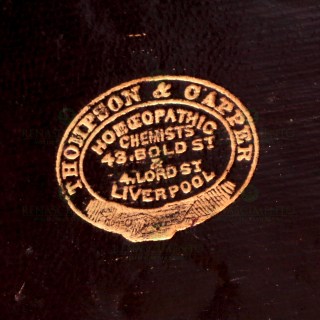 THOMPSON & CAPPER
HOMŒOPATHIC
CHEMISTS
43, BOLD ST
&
4, LORD ST
LIVERPOOL